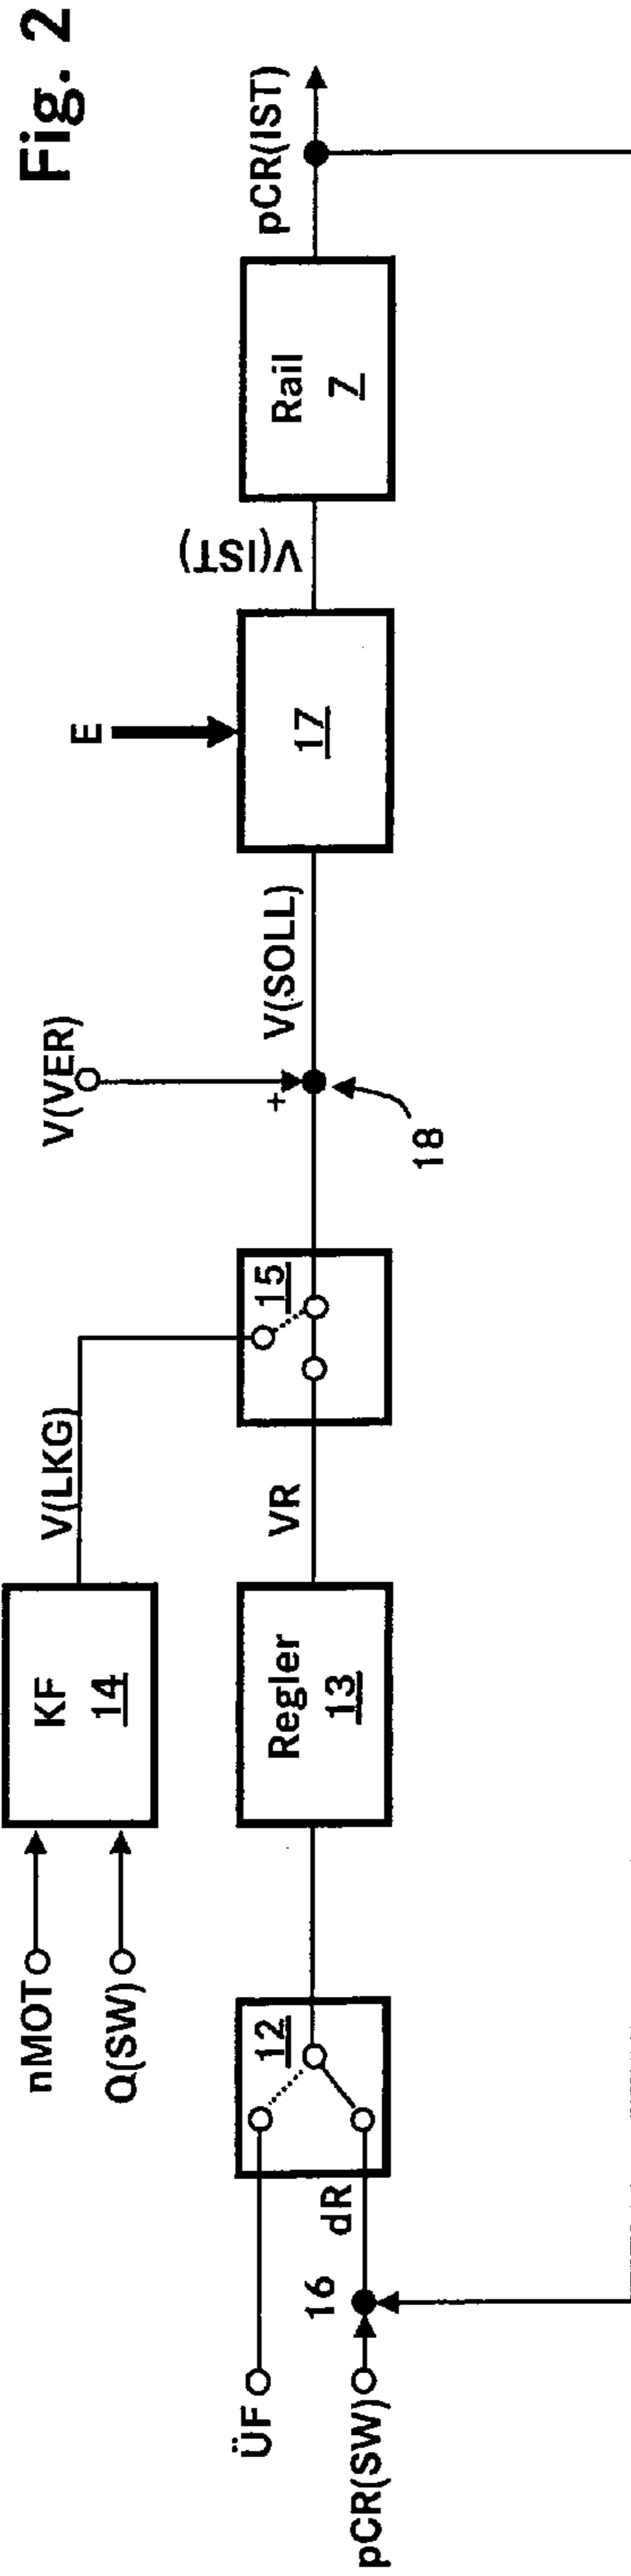 Fig. 2
nMOT
Q(SW)
KF
14
V(LKG)
V(VER)
E
ÜF
pCR(SW)
16
dR
12
Regler
13
VR
15
+
18
V(SOLL)
17
V(IST)
Rail
7
pCR(IST)